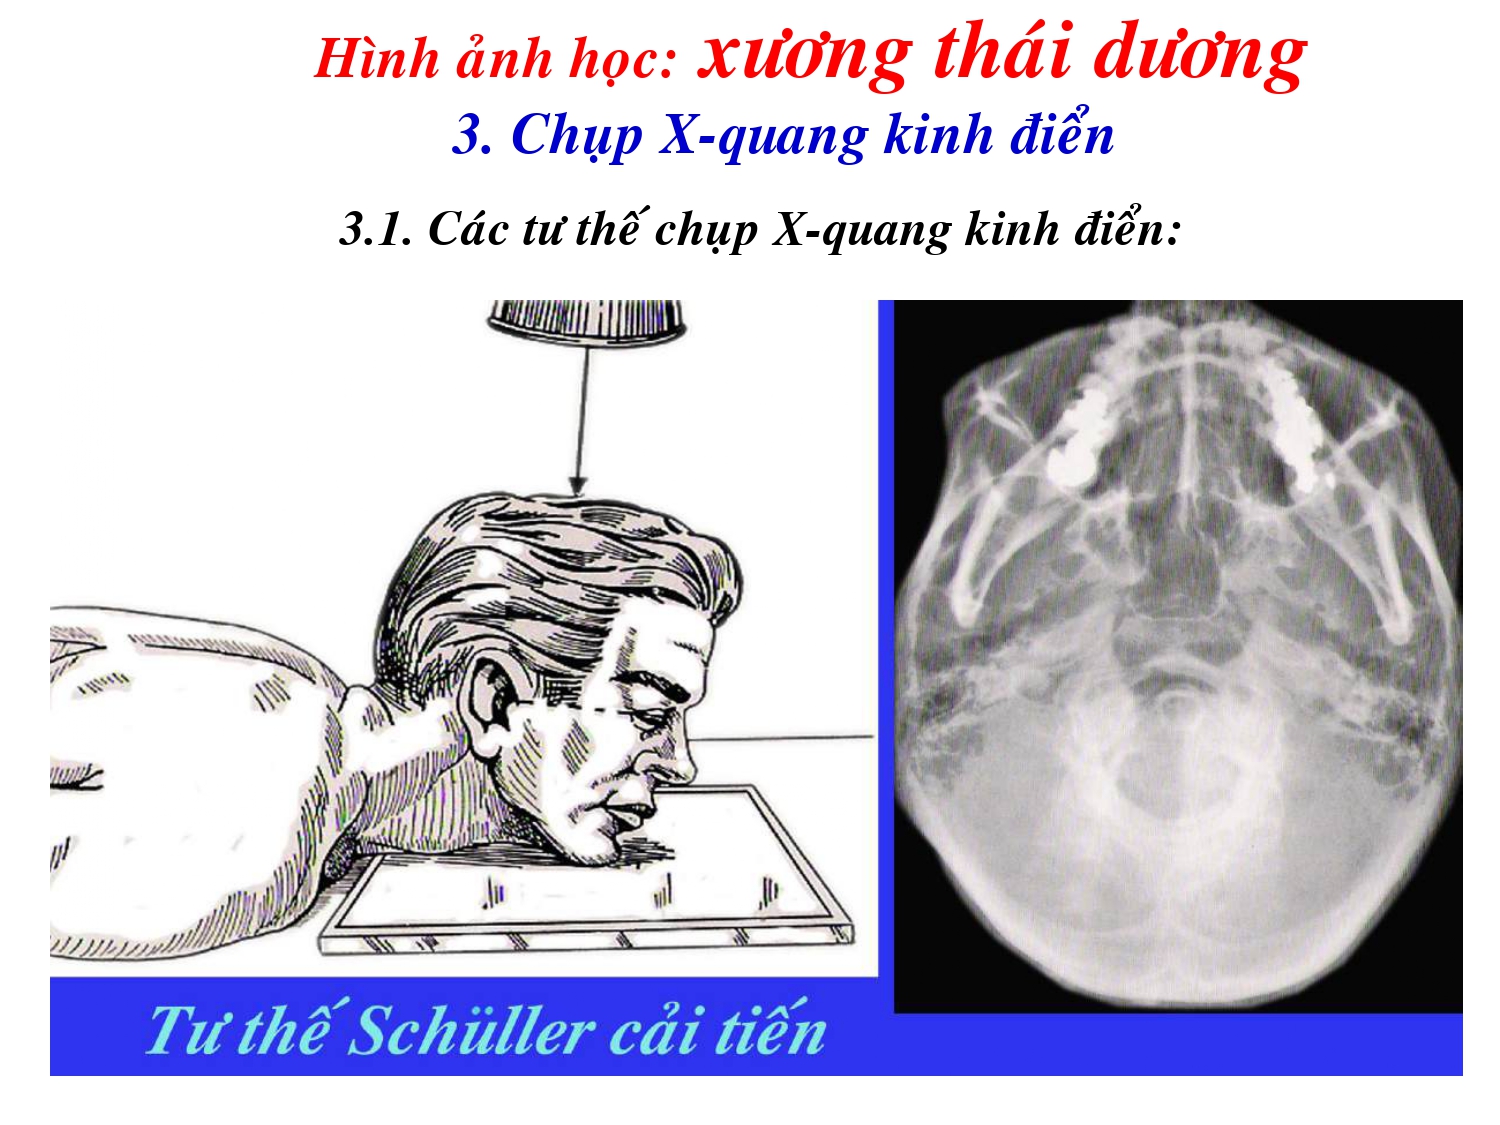 Hình ảnh học: xương thái dương
3. Chụp X-quang kinh điển
3.1. Các tư thế chụp X-quang kinh điển:
Tư thế Schüller cải tiến